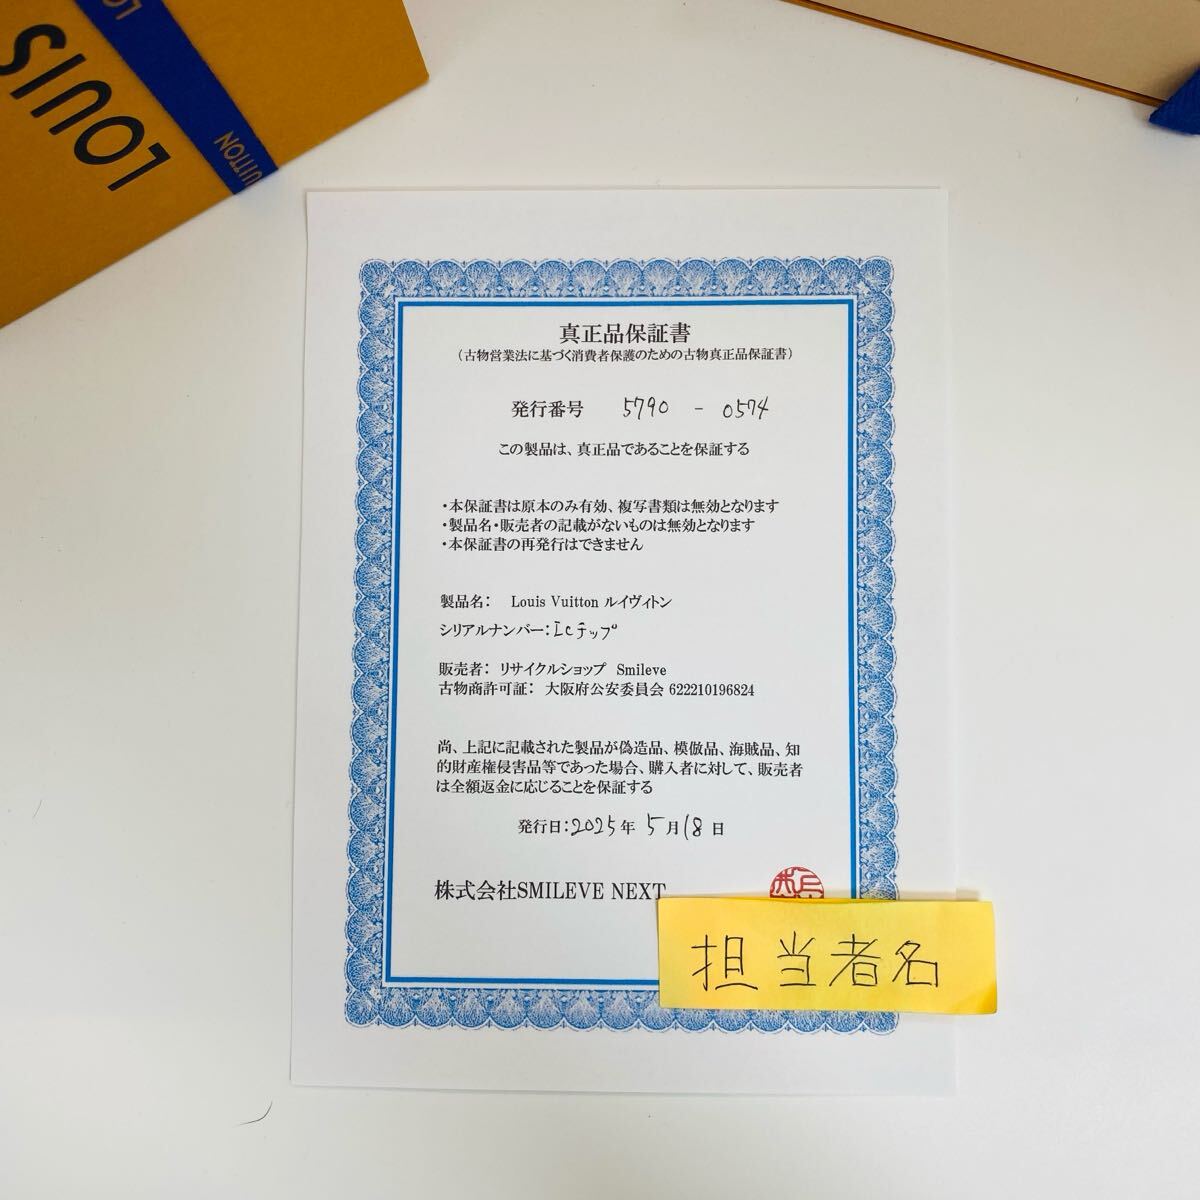 LOUIS
LO
UITTON
真正品保証書
（古物営業法に基づく消費者保護のための古物真正品保証書）
発行番号 5790 - 0574
この製品は、真正品であることを保証する
・本保証書は原本のみ有効、複写書類は無効となります
・製品名・販売者の記載がないものは無効となります
・本保証書の再発行はできません
製品名： Louis Vuitton ルイヴィトン
シリアルナンバー：ICチップ
販売者： リサイクルショップ Smileve
古物商許可証： 大阪府公安委員会 622210196824
尚、上記に記載された製品が偽造品、模倣品、海賊品、知
的財産権侵害品等であった場合、購入者に対して、販売者
は全額返金に応じることを保証する
発行日：2025年 5月18日
株式会社SMILEVE NEXT
担当者名